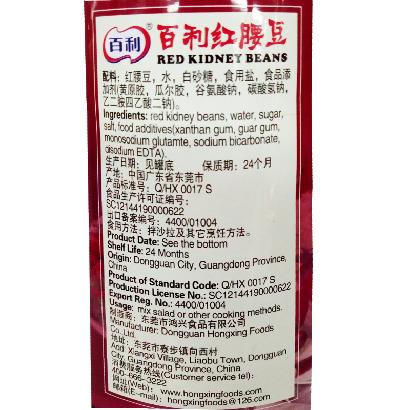 百利 百利红腰豆
RED KIDNEY BEANS
配料：红腰豆，水，白砂糖，食用盐，食品添
加剂(黄原胶，瓜尔胶，谷氨酸钠，碳酸氢钠，
乙二胺四乙酸二钠)。
Ingredients: red kidney beans, water, sugar,
salt, food additives(xanthan gum, guar gum,
monosodium glutamte, sodium bicarbonate,
disodium EDTA).
生产日期：见罐底 保质期：24个月
产地：中国广东省东莞市
产品标准号：Q/HX 0017 S
食品生产许可证编号：
SC12144190000622
出口备案编号：4400/01004
食用方法：拌沙拉及其它烹饪方法。
Product Date: See the bottom
Shelf Life: 24 Months
Origin: Dongguan City, Guangdong Province,
China
Product of Standard Code: Q/HX 0017 S
Production License No.: SC12144190000622
Export Reg. No.: 4400/01004
Usage: mix salad or other cooking methods.
制造商：东莞市鸿兴食品有限公司
Manufacturer: Dongguan Hongxing Foods
Co. Ltd
地址：东莞市寮步镇向西村
Add: Xiangxi Village, Liaobu Town, Dongguan
City, Guangdong Province, China
消费服务热线(Customer service tel):
400-666-3222
网址(Web): www.hongxingfoods.com
邮箱(E-mail): hongxingfoods@126.com